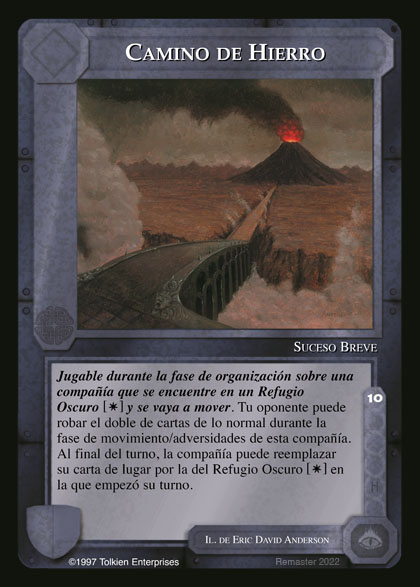 CAMINO DE HIERRO
SUCESO BREVE
Jugable durante la fase de organización sobre una
compañía que se encuentre en un Refugio
Oscuro [✷] y se vaya a mover. Tu oponente puede
robar el doble de cartas de lo normal durante la
fase de movimiento/adversidades de esta compañía.
Al final del turno, la compañía puede reemplazar
su carta de lugar por la del Refugio Oscuro [✷] en
la que empezó su turno.
10
H
IL. DE ERIC DAVID ANDERSON
©1997 Tolkien Enterprises
Remaster 2022